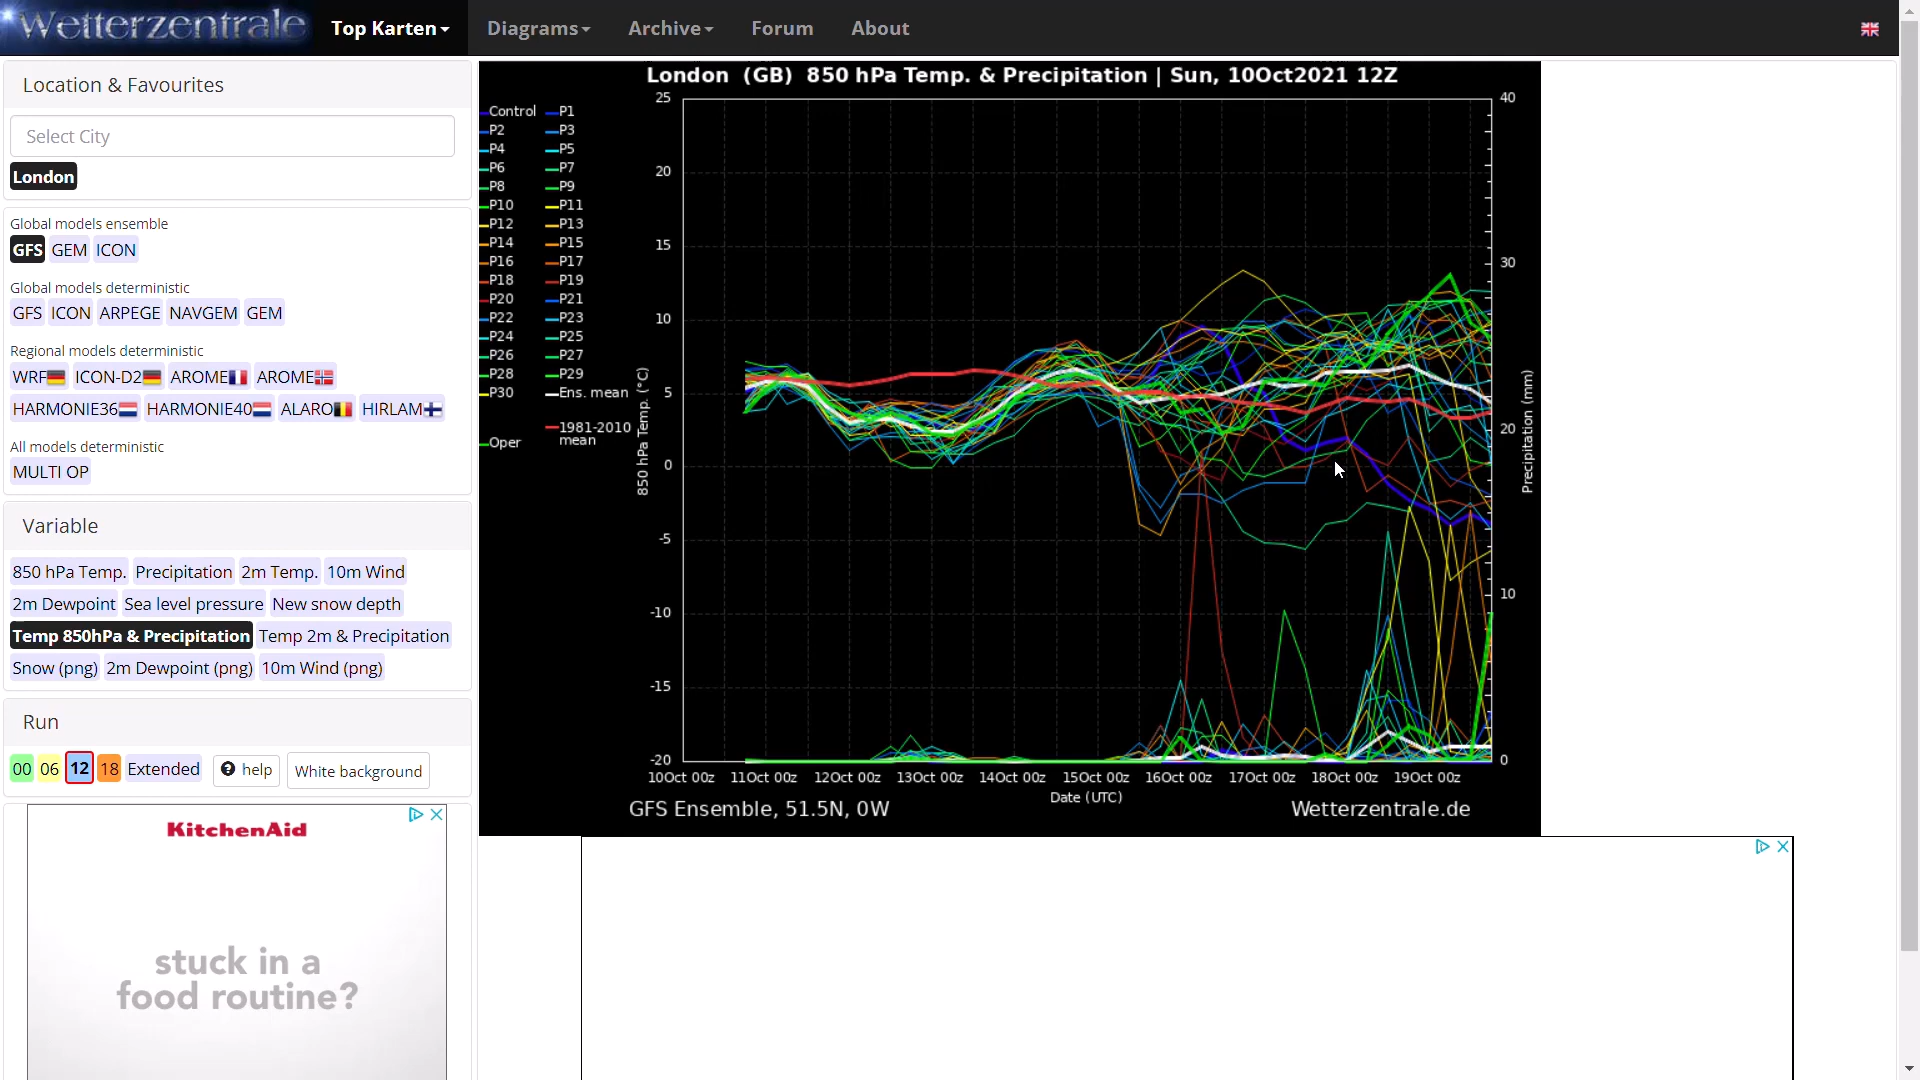 Wetterzentrale
Top Karten Diagrams Archive Forum About
Location & Favourites
Select City
London
Global models ensemble
GFS GEM ICON
Global models deterministic
GFS ICON ARPEGE NAVGEM GEM
Regional models deterministic
WRF ICON-D2 AROME AROME
HARMONIE36 HARMONIE40 ALARO HIRLAM
All models deterministic
MULTI OP
Variable
850 hPa Temp. Precipitation 2m Temp. 10m Wind
2m Dewpoint Sea level pressure New snow depth
Temp 850hPa & Precipitation Temp 2m & Precipitation
Snow (png) 2m Dewpoint (png) 10m Wind (png)
Run
00 06 12 18 Extended help White background
KitchenAid
stuck in a
food routine?
London (GB) 850 hPa Temp. & Precipitation | Sun, 10Oct2021 12Z
Control P1
P2 P3
P4 P5
P6 P7
P8 P9
P10 P11
P12 P13
P14 P15
P16 P17
P18 P19
P20 P21
P22 P23
P24 P25
P26 P27
P28 P29
P30 Ens. mean
Oper 1981-2010
mean
850 hPa Temp. (°C)
25
20
15
10
5
0
-5
-10
-15
-20
40
30
20
10
0
Precipitation (mm)
10Oct 00z 11Oct 00z 12Oct 00z 13Oct 00z 14Oct 00z 15Oct 00z 16Oct 00z 17Oct 00z 18Oct 00z 19Oct 00z
Date (UTC)
GFS Ensemble, 51.5N, 0W Wetterzentrale.de